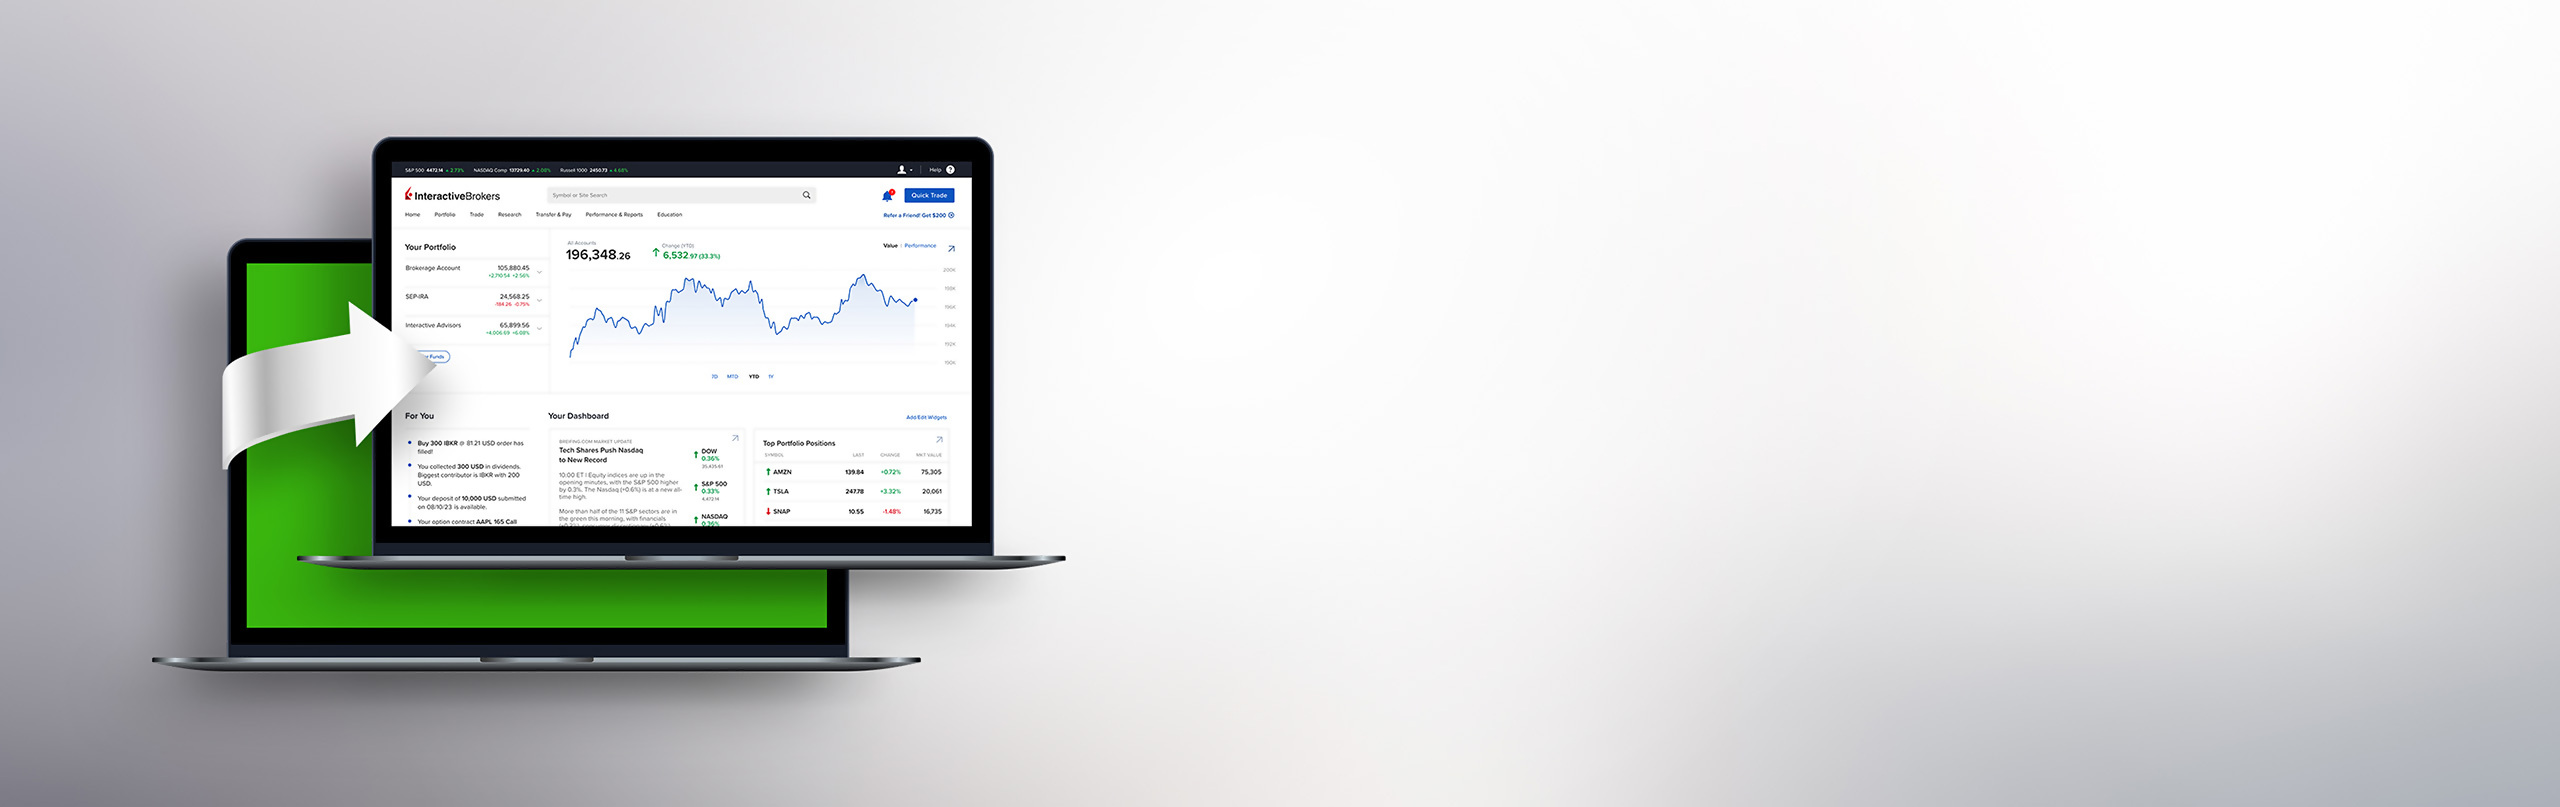 S&P 500 4472.14 2.73% NASDAQ Comp 13729.40 2.08% Russell 1000 2450.73 4.68%
Help ?
InteractiveBrokers
Symbol or Site Search
Quick Trade
Home Portfolio Trade Research Transfer & Pay Performance & Reports Education
Refer a Friend! Get $200
Your Portfolio
Brokerage Account 105,880.45
+2,710.54 +2.56%
SEP-IRA 24,568.25
-184.26 -0.75%
Interactive Advisors 65,899.56
+4,006.69 +6.08%
Funds
All Accounts
196,348.26
Change (YTD)
6,532.97 (33.3%)
Value Performance
200K
198K
196K
194K
192K
190K
7D MTD YTD 1Y
For You
Buy 300 IBKR @ 81.21 USD order has
filled!
You collected 300 USD in dividends.
Biggest contributor is IBKR with 200
USD.
Your deposit of 10,000 USD submitted
on 08/10/23 is available.
Your option contract AAPL 165 Call
Your Dashboard
Add/Edit Widgets
BREIFING.COM MARKET UPDATE
Tech Shares Push Nasdaq
to New Record
10:00 ET | Equity indices are up in the
opening minutes, with the S&P 500 higher
by 0.3%. The Nasdaq (+0.6%) is at a new all-
time high.
More than half of the 11 S&P sectors are in
the green this morning, with financials
DOW
0.36%
35,435.61
S&P 500
0.33%
4,472.14
NASDAQ
0.36%
Top Portfolio Positions
SYMBOL LAST CHANGE MKT VALUE
AMZN 139.84 +0.72% 75,305
TSLA 247.78 +3.32% 20,061
SNAP 10.55 -1.48% 16,735